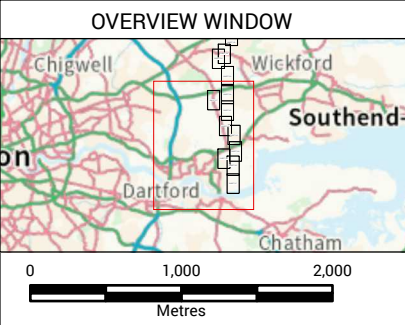 OVERVIEW WINDOW
Chigwell
Wickford
Southend-
on
Dartford
Chatham
0 1,000 2,000
Metres